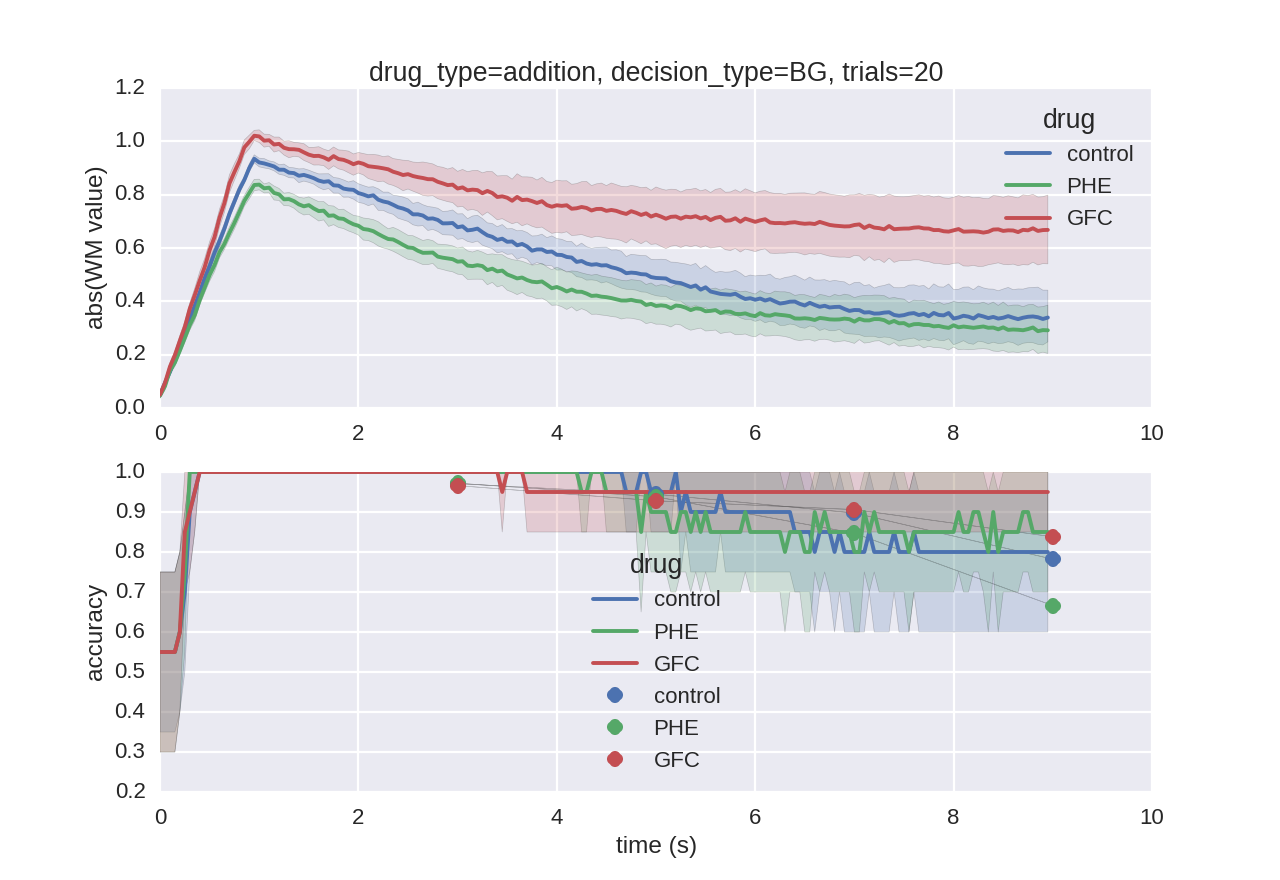 drug_type=addition, decision_type=BG, trials=20
abs(WM value)
1.2
1.0
0.8
0.6
0.4
0.2
0.0
0 2 4 6 8 10
drug
control
PHE
GFC
accuracy
1.0
0.9
0.8
0.7
0.6
0.5
0.4
0.3
0.2
drug
control
PHE
GFC
control
PHE
GFC
0 2 4 6 8 10
time (s)